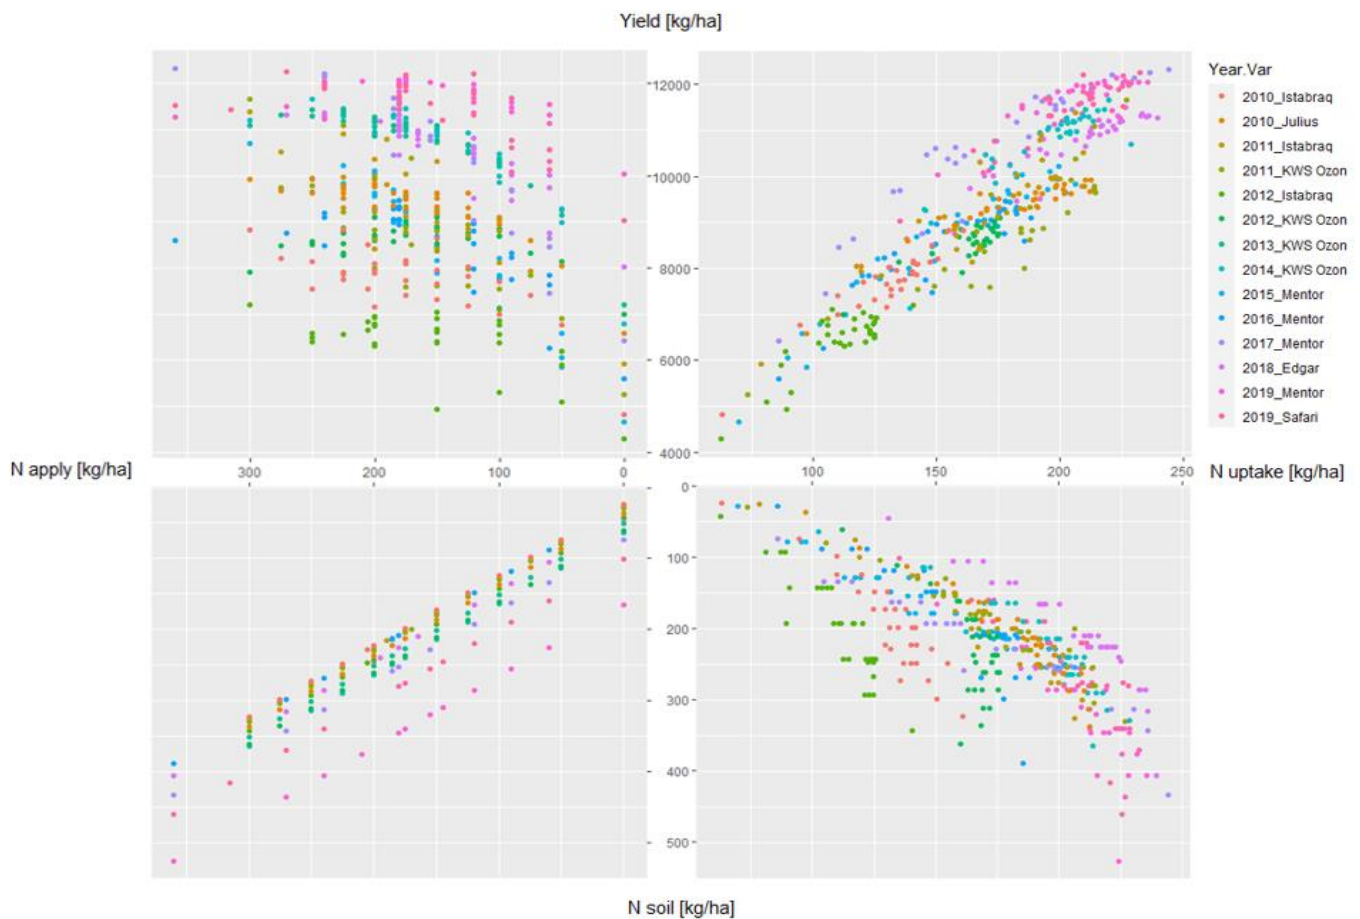 Yield [kg/ha]
12000
10000
8000
6000
4000
Year.Var
2010_Istabraq
2010_Julius
2011_Istabraq
2011_KWS Ozon
2012_Istabraq
2012_KWS Ozon
2013_KWS Ozon
2014_KWS Ozon
2015_Mentor
2016_Mentor
2017_Mentor
2018_Edgar
2019_Mentor
2019_Safari
N apply [kg/ha]
300 200 100 0
100 150 200 250
N uptake [kg/ha]
0
100
200
300
400
500
N soil [kg/ha]